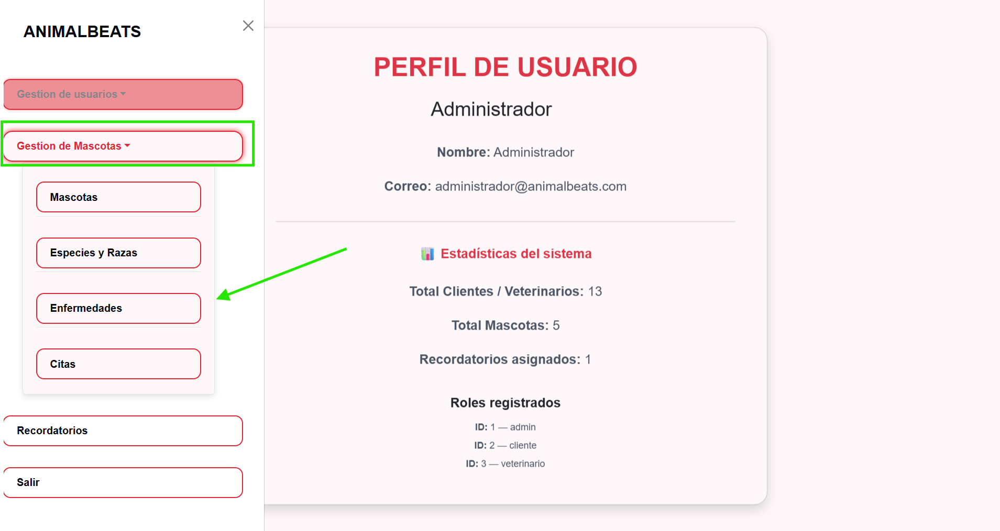 ANIMALBEATS
Gestion de usuarios
Gestion de Mascotas
Mascotas
Especies y Razas
Enfermedades
Citas
Recordatorios
Salir
PERFIL DE USUARIO
Administrador
Nombre: Administrador
Correo: administrador@animalbeats.com
Estadísticas del sistema
Total Clientes / Veterinarios: 13
Total Mascotas: 5
Recordatorios asignados: 1
Roles registrados
ID: 1 — admin
ID: 2 — cliente
ID: 3 — veterinario